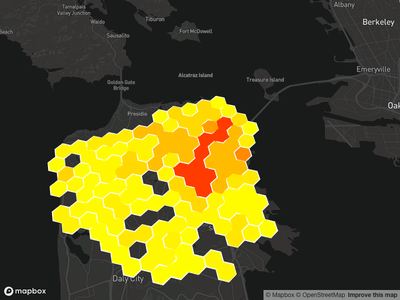 Tamalpais
Valley Junction
Tiburon
Albany
Waldo
Berkeley
Beach
Sausalito
Fort McDowell
Emeryville
Golden Gate
Bridge
Alcatraz Island
Treasure Island
Presidio
Oak
Daly City
mapbox
© Mapbox © OpenStreetMap Improve this map